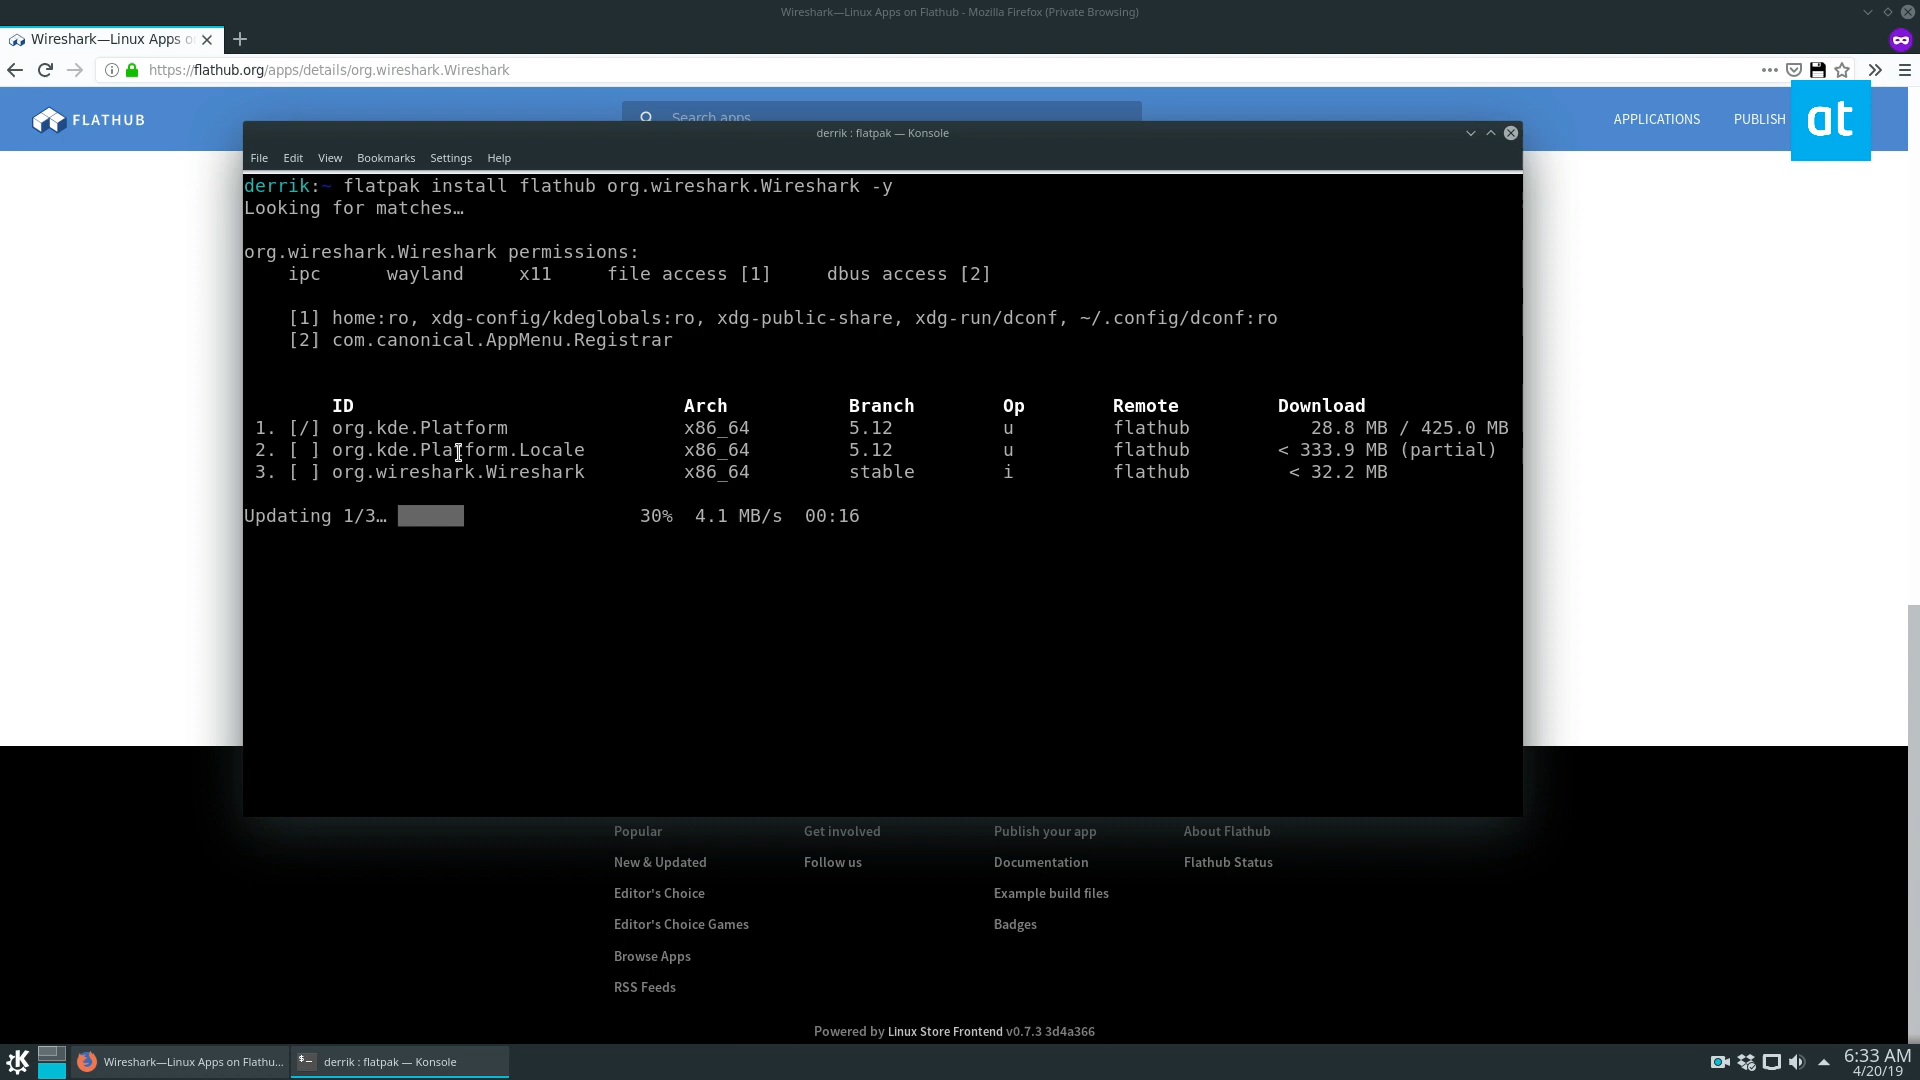 Wireshark—Linux Apps on Flathub - Mozilla Firefox (Private Browsing)
Wireshark—Linux Apps o
https://flathub.org/apps/details/org.wireshark.Wireshark
FLATHUB
Search apps
APPLICATIONS
PUBLISH
at
derrik : flatpak — Konsole
File Edit View Bookmarks Settings Help
derrik:~ flatpak install flathub org.wireshark.Wireshark -y
Looking for matches…
org.wireshark.Wireshark permissions:
ipc wayland x11 file access [1] dbus access [2]
[1] home:ro, xdg-config/kdeglobals:ro, xdg-public-share, xdg-run/dconf, ~/.config/dconf:ro
[2] com.canonical.AppMenu.Registrar
ID Arch Branch Op Remote Download
1. [/] org.kde.Platform x86_64 5.12 u flathub 28.8 MB / 425.0 MB
2. [ ] org.kde.Platform.Locale x86_64 5.12 u flathub < 333.9 MB (partial)
3. [ ] org.wireshark.Wireshark x86_64 stable i flathub < 32.2 MB
Updating 1/3… 30% 4.1 MB/s 00:16
Popular Get involved Publish your app About Flathub
New & Updated Follow us Documentation Flathub Status
Editor's Choice Example build files
Editor's Choice Games Badges
Browse Apps
RSS Feeds
Powered by Linux Store Frontend v0.7.3 3d4a366
Wireshark—Linux Apps on Flathu...
derrik : flatpak — Konsole
6:33 AM
4/20/19